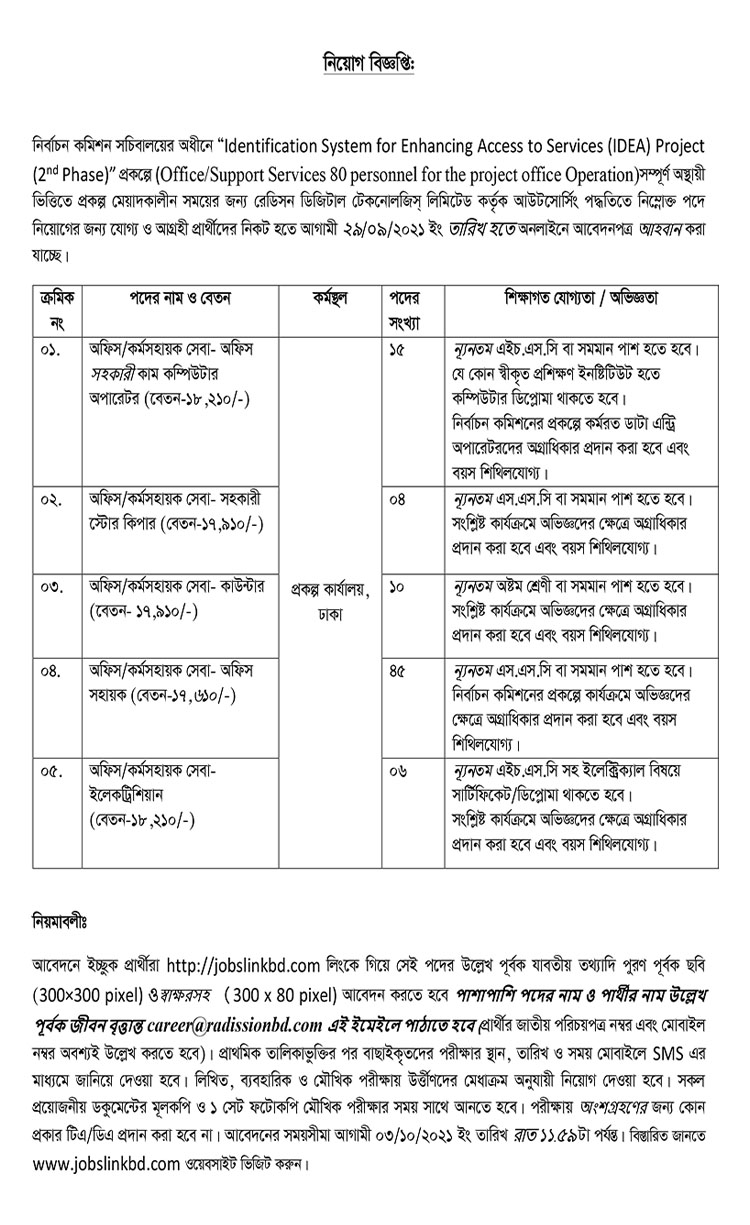 নিয়োগ বিজ্ঞপ্তি:
নির্বাচন কমিশন সচিবালয়ের অধীনে “Identification System for Enhancing Access to Services (IDEA) Project
(2nd Phase)” প্রকল্পে (Office/Support Services 80 personnel for the project office Operation)সম্পূর্ণ অস্থায়ী
ভিত্তিতে প্রকল্প মেয়াদকালীন সময়ের জন্য রেডিসন ডিজিটাল টেকনোলজিস্ লিমিটেড কর্তৃক আউটসোর্সিং পদ্ধতিতে নিম্নোক্ত পদে
নিয়োগের জন্য যোগ্য ও আগ্রহী প্রার্থীদের নিকট হতে আগামী ২৯/০৯/২০২১ ইং তারিখ হতে অনলাইনে আবেদনপত্র আহবান করা
যাচ্ছে।
ক্রমিক নং
পদের নাম ও বেতন
কর্মস্থল
পদের সংখ্যা
শিক্ষাগত যোগ্যতা / অভিজ্ঞতা
০১.
অফিস/কর্মসহায়ক সেবা- অফিস
সহকারী কাম কম্পিউটার
অপারেটর (বেতন-১৮,২১০/-)
প্রকল্প কার্যালয়,
ঢাকা
১৫
ন্যূনতম এইচ.এস.সি বা সমমান পাশ হতে হবে।
যে কোন স্বীকৃত প্রশিক্ষণ ইনষ্টিটিউট হতে
কম্পিউটার ডিপ্লোমা থাকতে হবে।
নির্বাচন কমিশনের প্রকল্পে কর্মরত ডাটা এন্ট্রি
অপারেটরদের অগ্রাধিকার প্রদান করা হবে এবং
বয়স শিথিলযোগ্য।
০২.
অফিস/কর্মসহায়ক সেবা- সহকারী
স্টোর কিপার (বেতন-১৭,৯১০/-)
০৪
ন্যূনতম এস.এস.সি বা সমমান পাশ হতে হবে।
সংশ্লিষ্ট কার্যক্রমে অভিজ্ঞদের ক্ষেত্রে অগ্রাধিকার
প্রদান করা হবে এবং বয়স শিথিলযোগ্য।
০৩.
অফিস/কর্মসহায়ক সেবা- কাউন্টার
(বেতন- ১৭,৯১০/-)
১০
ন্যূনতম অষ্টম শ্রেণী বা সমমান পাশ হতে হবে।
সংশ্লিষ্ট কার্যক্রমে অভিজ্ঞদের ক্ষেত্রে অগ্রাধিকার
প্রদান করা হবে এবং বয়স শিথিলযোগ্য।
০৪.
অফিস/কর্মসহায়ক সেবা- অফিস
সহায়ক (বেতন-১৭,৬১০/-)
৪৫
ন্যূনতম এস.এস.সি বা সমমান পাশ হতে হবে।
নির্বাচন কমিশনের প্রকল্পে কার্যক্রমে অভিজ্ঞদের
ক্ষেত্রে অগ্রাধিকার প্রদান করা হবে এবং বয়স
শিথিলযোগ্য।
০৫.
অফিস/কর্মসহায়ক সেবা-
ইলেকট্রিশিয়ান
(বেতন-১৮,২১০/-)
০৬
ন্যূনতম এইচ.এস.সি সহ ইলেক্ট্রিক্যাল বিষয়ে
সার্টিফিকেট/ডিপ্লোমা থাকতে হবে।
সংশ্লিষ্ট কার্যক্রমে অভিজ্ঞদের ক্ষেত্রে অগ্রাধিকার
প্রদান করা হবে এবং বয়স শিথিলযোগ্য।
নিয়মাবলীঃ
আবেদনে ইচ্ছুক প্রার্থীরা http://jobslinkbd.com লিংকে গিয়ে সেই পদের উল্লেখ পূর্বক যাবতীয় তথ্যাদি পুরণ পূর্বক ছবি
(300×300 pixel) ও স্বাক্ষরসহ ( 300 x 80 pixel) আবেদন করতে হবে পাশাপাশি পদের নাম ও পার্থীর নাম উল্লেখ
পূর্বক জীবন বৃত্তান্ত career@radissionbd.com এই ইমেইলে পাঠাতে হবে (প্রার্থীর জাতীয় পরিচয়পত্র নম্বর এবং মোবাইল
নম্বর অবশ্যই উল্লেখ করতে হবে)। প্রাথমিক তালিকাভুক্তির পর বাছাইকৃতদের পরীক্ষার স্থান, তারিখ ও সময় মোবাইলে SMS এর
মাধ্যমে জানিয়ে দেওয়া হবে। লিখিত, ব্যবহারিক ও মৌখিক পরীক্ষায় উর্ত্তীণদের মেধাক্রম অনুযায়ী নিয়োগ দেওয়া হবে। সকল
প্রয়োজনীয় ডকুমেন্টের মূলকপি ও ১ সেট ফটোকপি মৌখিক পরীক্ষার সময় সাথে আনতে হবে। পরীক্ষায় অংশগ্রহণের জন্য কোন
প্রকার টিএ/ডিএ প্রদান করা হবে না। আবেদনের সময়সীমা আগামী ০৩/১০/২০২১ ইং তারিখ রাত ১১.৫৯টা পর্যন্ত। বিস্তারিত জানতে
www.jobslinkbd.com ওয়েবসাইট ভিজিট করুন।